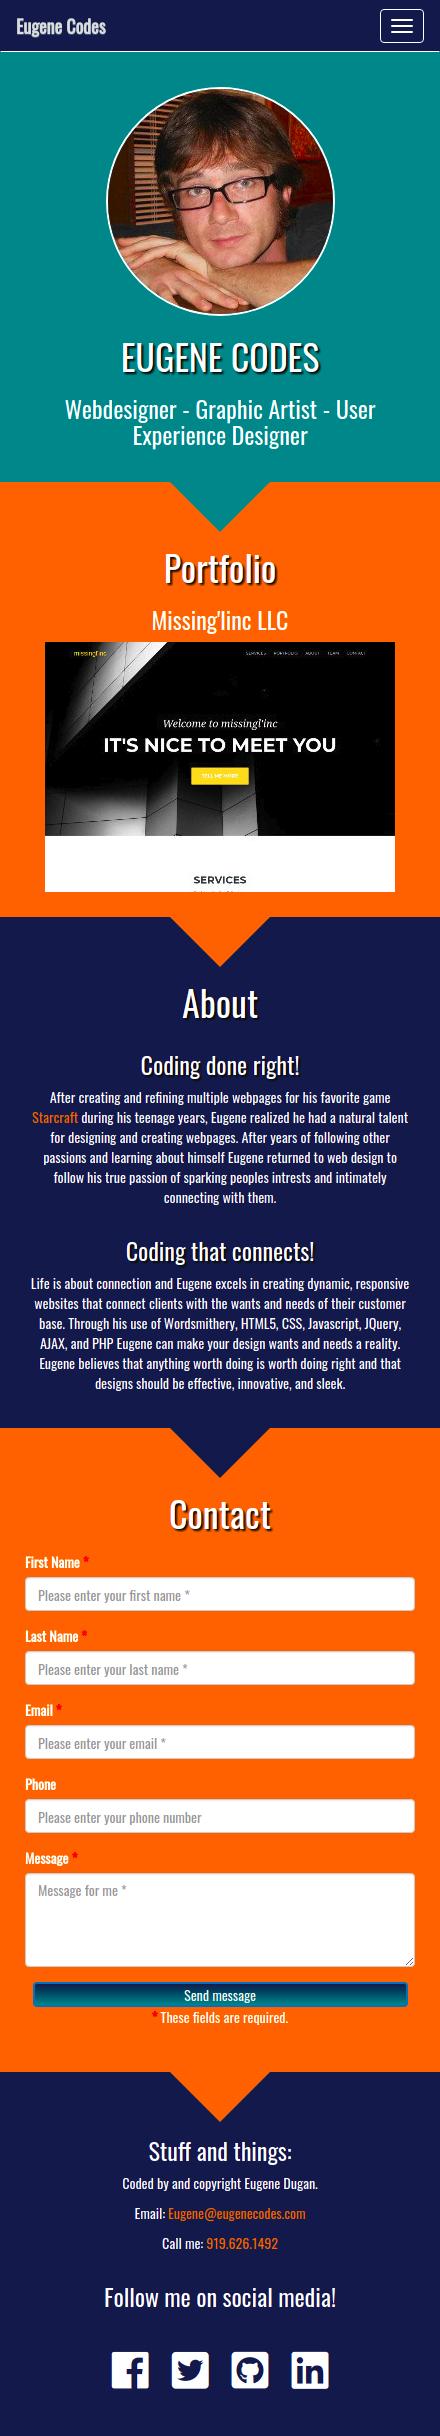 Eugene Codes
EUGENE CODES
Webdesigner - Graphic Artist - User
Experience Designer
Portfolio
Missing'linc LLC
missingl'inc
SERVICES PORTFOLIO ABOUT TEAM CONTACT
Welcome to missingl'inc
IT'S NICE TO MEET YOU
TELL ME MORE
SERVICES
About
Coding done right!
After creating and refining multiple webpages for his favorite game
Starcraft during his teenage years, Eugene realized he had a natural talent
for designing and creating webpages. After years of following other
passions and learning about himself Eugene returned to web design to
follow his true passion of sparking peoples intrests and intimately
connecting with them.
Coding that connects!
Life is about connection and Eugene excels in creating dynamic, responsive
websites that connect clients with the wants and needs of their customer
base. Through his use of Wordsmithery, HTML5, CSS, Javascript, JQuery,
AJAX, and PHP Eugene can make your design wants and needs a reality.
Eugene believes that anything worth doing is worth doing right and that
designs should be effective, innovative, and sleek.
Contact
First Name *
Please enter your first name *
Last Name *
Please enter your last name *
Email *
Please enter your email *
Phone
Please enter your phone number
Message *
Message for me *
Send message
* These fields are required.
Stuff and things:
Coded by and copyright Eugene Dugan.
Email: Eugene@eugenecodes.com
Call me: 919.626.1492
Follow me on social media!